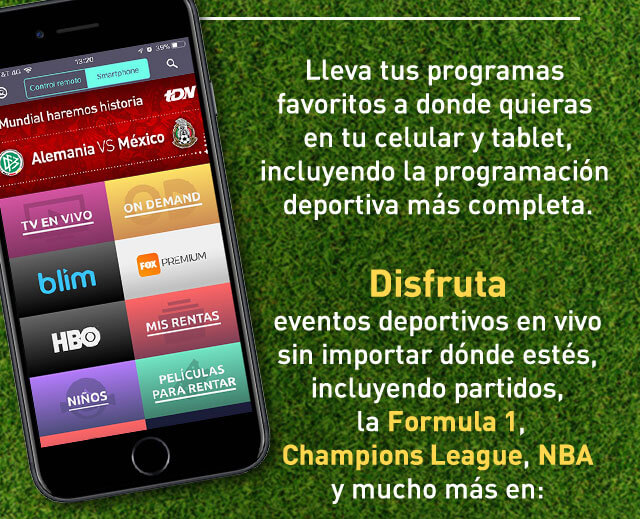 AT&T 4G 13:20 39%
Control remoto Smartphone
Mundial haremos historia tdn
Alemania VS México
TV EN VIVO
ON DEMAND
blim
FOX PREMIUM
HBO
MIS RENTAS
NIÑOS
PELÍCULAS
PARA RENTAR
Lleva tus programas
favoritos a donde quieras
en tu celular y tablet,
incluyendo la programación
deportiva más completa.
Disfruta
eventos deportivos en vivo
sin importar dónde estés,
incluyendo partidos,
la Formula 1,
Champions League, NBA
y mucho más en: